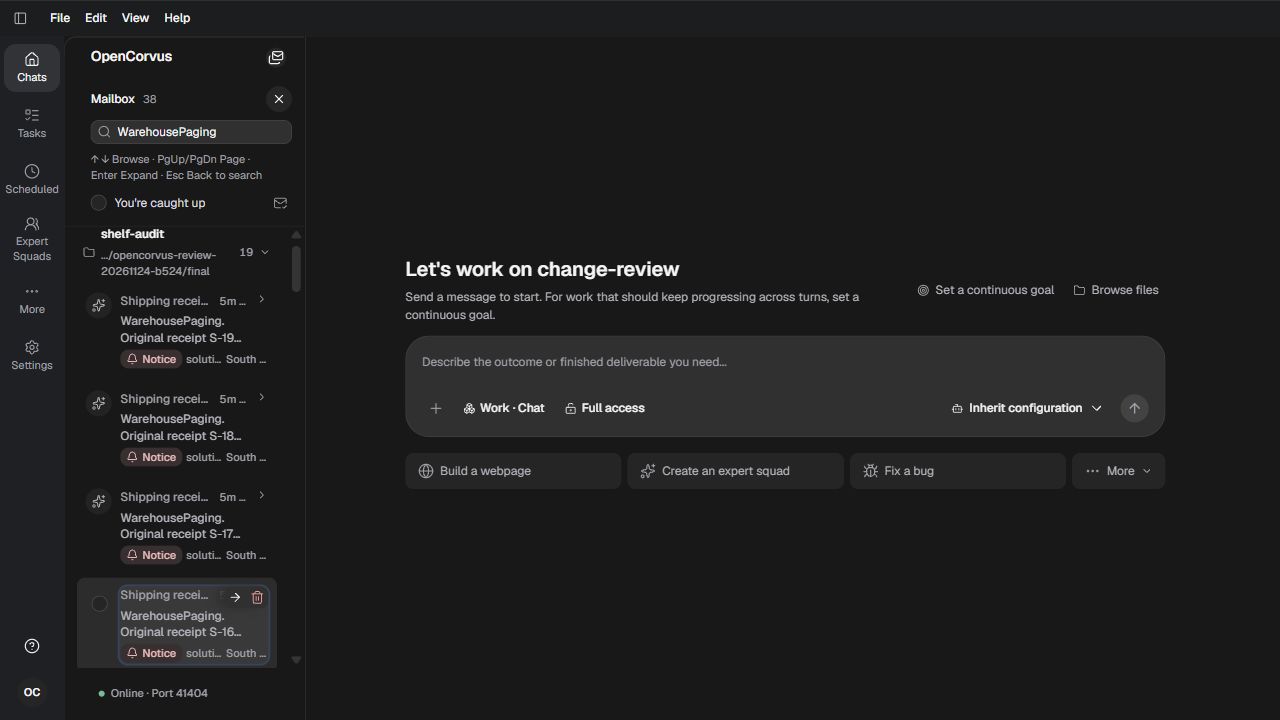 File Edit View Help
OpenCorvus
Chats
Mailbox 38
WarehousePaging
Tasks
↑↓ Browse · PgUp/PgDn Page ·
Enter Expand · Esc Back to search
Scheduled
You're caught up
Expert
Squads
shelf-audit
.../opencorvus-review-
20261124-b524/final
19
More
Settings
Shipping recei... 5m ...
WarehousePaging.
Original receipt S-19...
Notice soluti... South ...
Shipping recei... 5m ...
WarehousePaging.
Original receipt S-18...
Notice soluti... South ...
Shipping recei... 5m ...
WarehousePaging.
Original receipt S-17...
Notice soluti... South ...
Shipping recei...
WarehousePaging.
Original receipt S-16...
Notice soluti... South ...
OC
Online · Port 41404
Let's work on change-review
Send a message to start. For work that should keep progressing across turns, set a
continuous goal.
Set a continuous goal Browse files
Describe the outcome or finished deliverable you need...
Work · Chat Full access Inherit configuration
Build a webpage Create an expert squad Fix a bug More